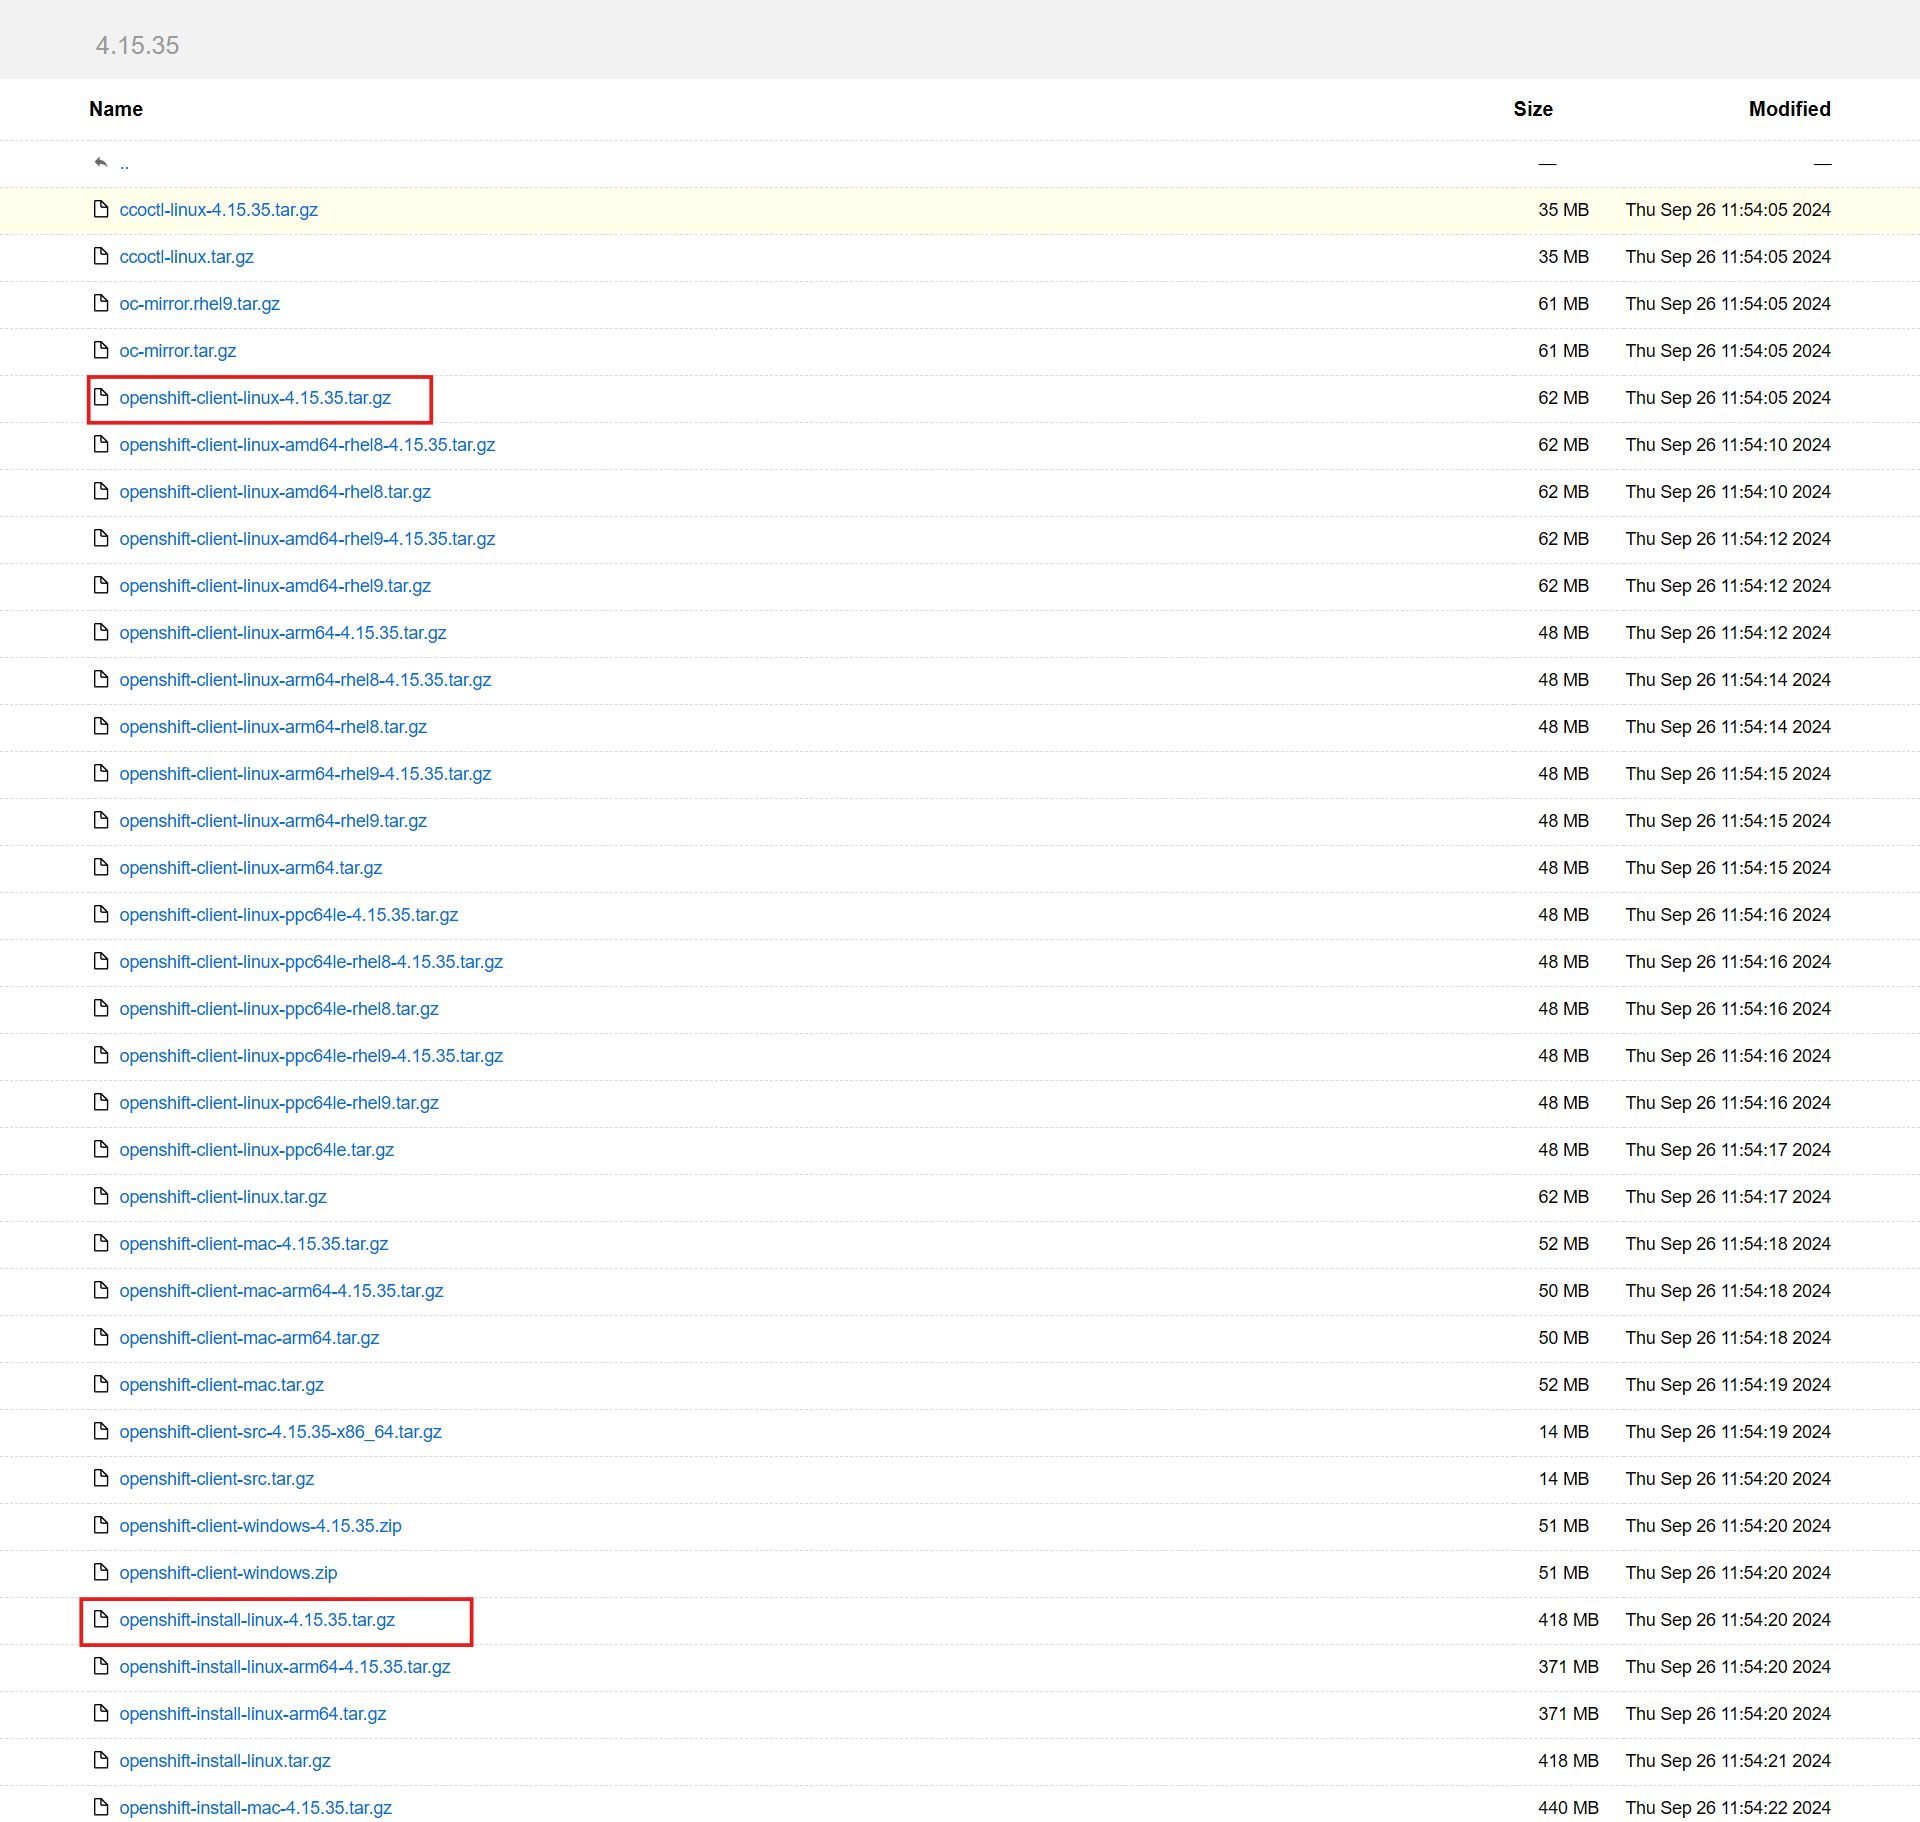 4.15.35
Name Size Modified
.. — —
ccoctl-linux-4.15.35.tar.gz 35 MB Thu Sep 26 11:54:05 2024
ccoctl-linux.tar.gz 35 MB Thu Sep 26 11:54:05 2024
oc-mirror.rhel9.tar.gz 61 MB Thu Sep 26 11:54:05 2024
oc-mirror.tar.gz 61 MB Thu Sep 26 11:54:05 2024
openshift-client-linux-4.15.35.tar.gz 62 MB Thu Sep 26 11:54:05 2024
openshift-client-linux-amd64-rhel8-4.15.35.tar.gz 62 MB Thu Sep 26 11:54:10 2024
openshift-client-linux-amd64-rhel8.tar.gz 62 MB Thu Sep 26 11:54:10 2024
openshift-client-linux-amd64-rhel9-4.15.35.tar.gz 62 MB Thu Sep 26 11:54:12 2024
openshift-client-linux-amd64-rhel9.tar.gz 62 MB Thu Sep 26 11:54:12 2024
openshift-client-linux-arm64-4.15.35.tar.gz 48 MB Thu Sep 26 11:54:12 2024
openshift-client-linux-arm64-rhel8-4.15.35.tar.gz 48 MB Thu Sep 26 11:54:14 2024
openshift-client-linux-arm64-rhel8.tar.gz 48 MB Thu Sep 26 11:54:14 2024
openshift-client-linux-arm64-rhel9-4.15.35.tar.gz 48 MB Thu Sep 26 11:54:15 2024
openshift-client-linux-arm64-rhel9.tar.gz 48 MB Thu Sep 26 11:54:15 2024
openshift-client-linux-arm64.tar.gz 48 MB Thu Sep 26 11:54:15 2024
openshift-client-linux-ppc64le-4.15.35.tar.gz 48 MB Thu Sep 26 11:54:16 2024
openshift-client-linux-ppc64le-rhel8-4.15.35.tar.gz 48 MB Thu Sep 26 11:54:16 2024
openshift-client-linux-ppc64le-rhel8.tar.gz 48 MB Thu Sep 26 11:54:16 2024
openshift-client-linux-ppc64le-rhel9-4.15.35.tar.gz 48 MB Thu Sep 26 11:54:16 2024
openshift-client-linux-ppc64le-rhel9.tar.gz 48 MB Thu Sep 26 11:54:16 2024
openshift-client-linux-ppc64le.tar.gz 48 MB Thu Sep 26 11:54:17 2024
openshift-client-linux.tar.gz 62 MB Thu Sep 26 11:54:17 2024
openshift-client-mac-4.15.35.tar.gz 52 MB Thu Sep 26 11:54:18 2024
openshift-client-mac-arm64-4.15.35.tar.gz 50 MB Thu Sep 26 11:54:18 2024
openshift-client-mac-arm64.tar.gz 50 MB Thu Sep 26 11:54:18 2024
openshift-client-mac.tar.gz 52 MB Thu Sep 26 11:54:19 2024
openshift-client-src-4.15.35-x86_64.tar.gz 14 MB Thu Sep 26 11:54:19 2024
openshift-client-src.tar.gz 14 MB Thu Sep 26 11:54:20 2024
openshift-client-windows-4.15.35.zip 51 MB Thu Sep 26 11:54:20 2024
openshift-client-windows.zip 51 MB Thu Sep 26 11:54:20 2024
openshift-install-linux-4.15.35.tar.gz 418 MB Thu Sep 26 11:54:20 2024
openshift-install-linux-arm64-4.15.35.tar.gz 371 MB Thu Sep 26 11:54:20 2024
openshift-install-linux-arm64.tar.gz 371 MB Thu Sep 26 11:54:20 2024
openshift-install-linux.tar.gz 418 MB Thu Sep 26 11:54:21 2024
openshift-install-mac-4.15.35.tar.gz 440 MB Thu Sep 26 11:54:22 2024